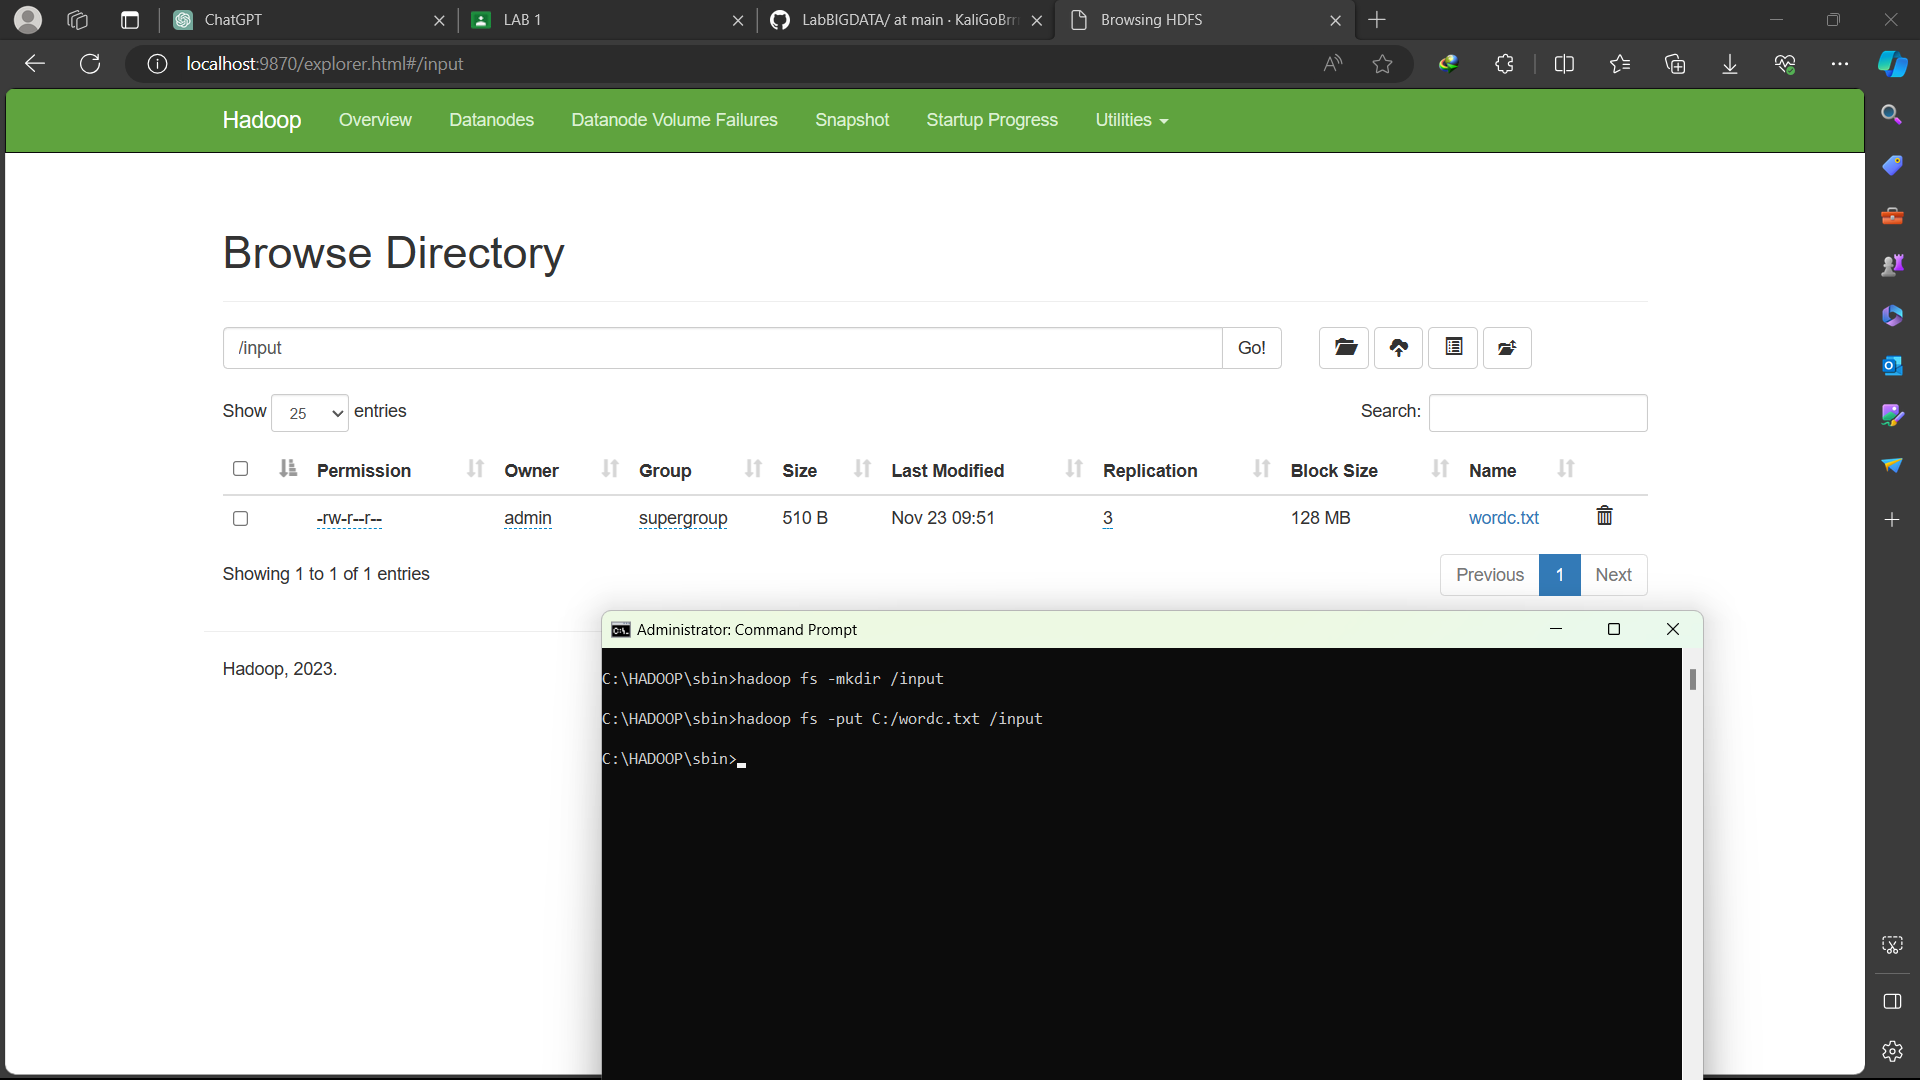 ChatGPT
LAB 1
LabBIGDATA/ at main · KaliGoBrr
Browsing HDFS
localhost:9870/explorer.html#/input
Hadoop Overview Datanodes Datanode Volume Failures Snapshot Startup Progress Utilities
Browse Directory
/input Go!
Show 25 entries Search:
Permission Owner Group Size Last Modified Replication Block Size Name
-rw-r--r-- admin supergroup 510 B Nov 23 09:51 3 128 MB wordc.txt
Showing 1 to 1 of 1 entries Previous 1 Next
Hadoop, 2023.
Administrator: Command Prompt
C:\HADOOP\sbin>hadoop fs -mkdir /input
C:\HADOOP\sbin>hadoop fs -put C:/wordc.txt /input
C:\HADOOP\sbin>